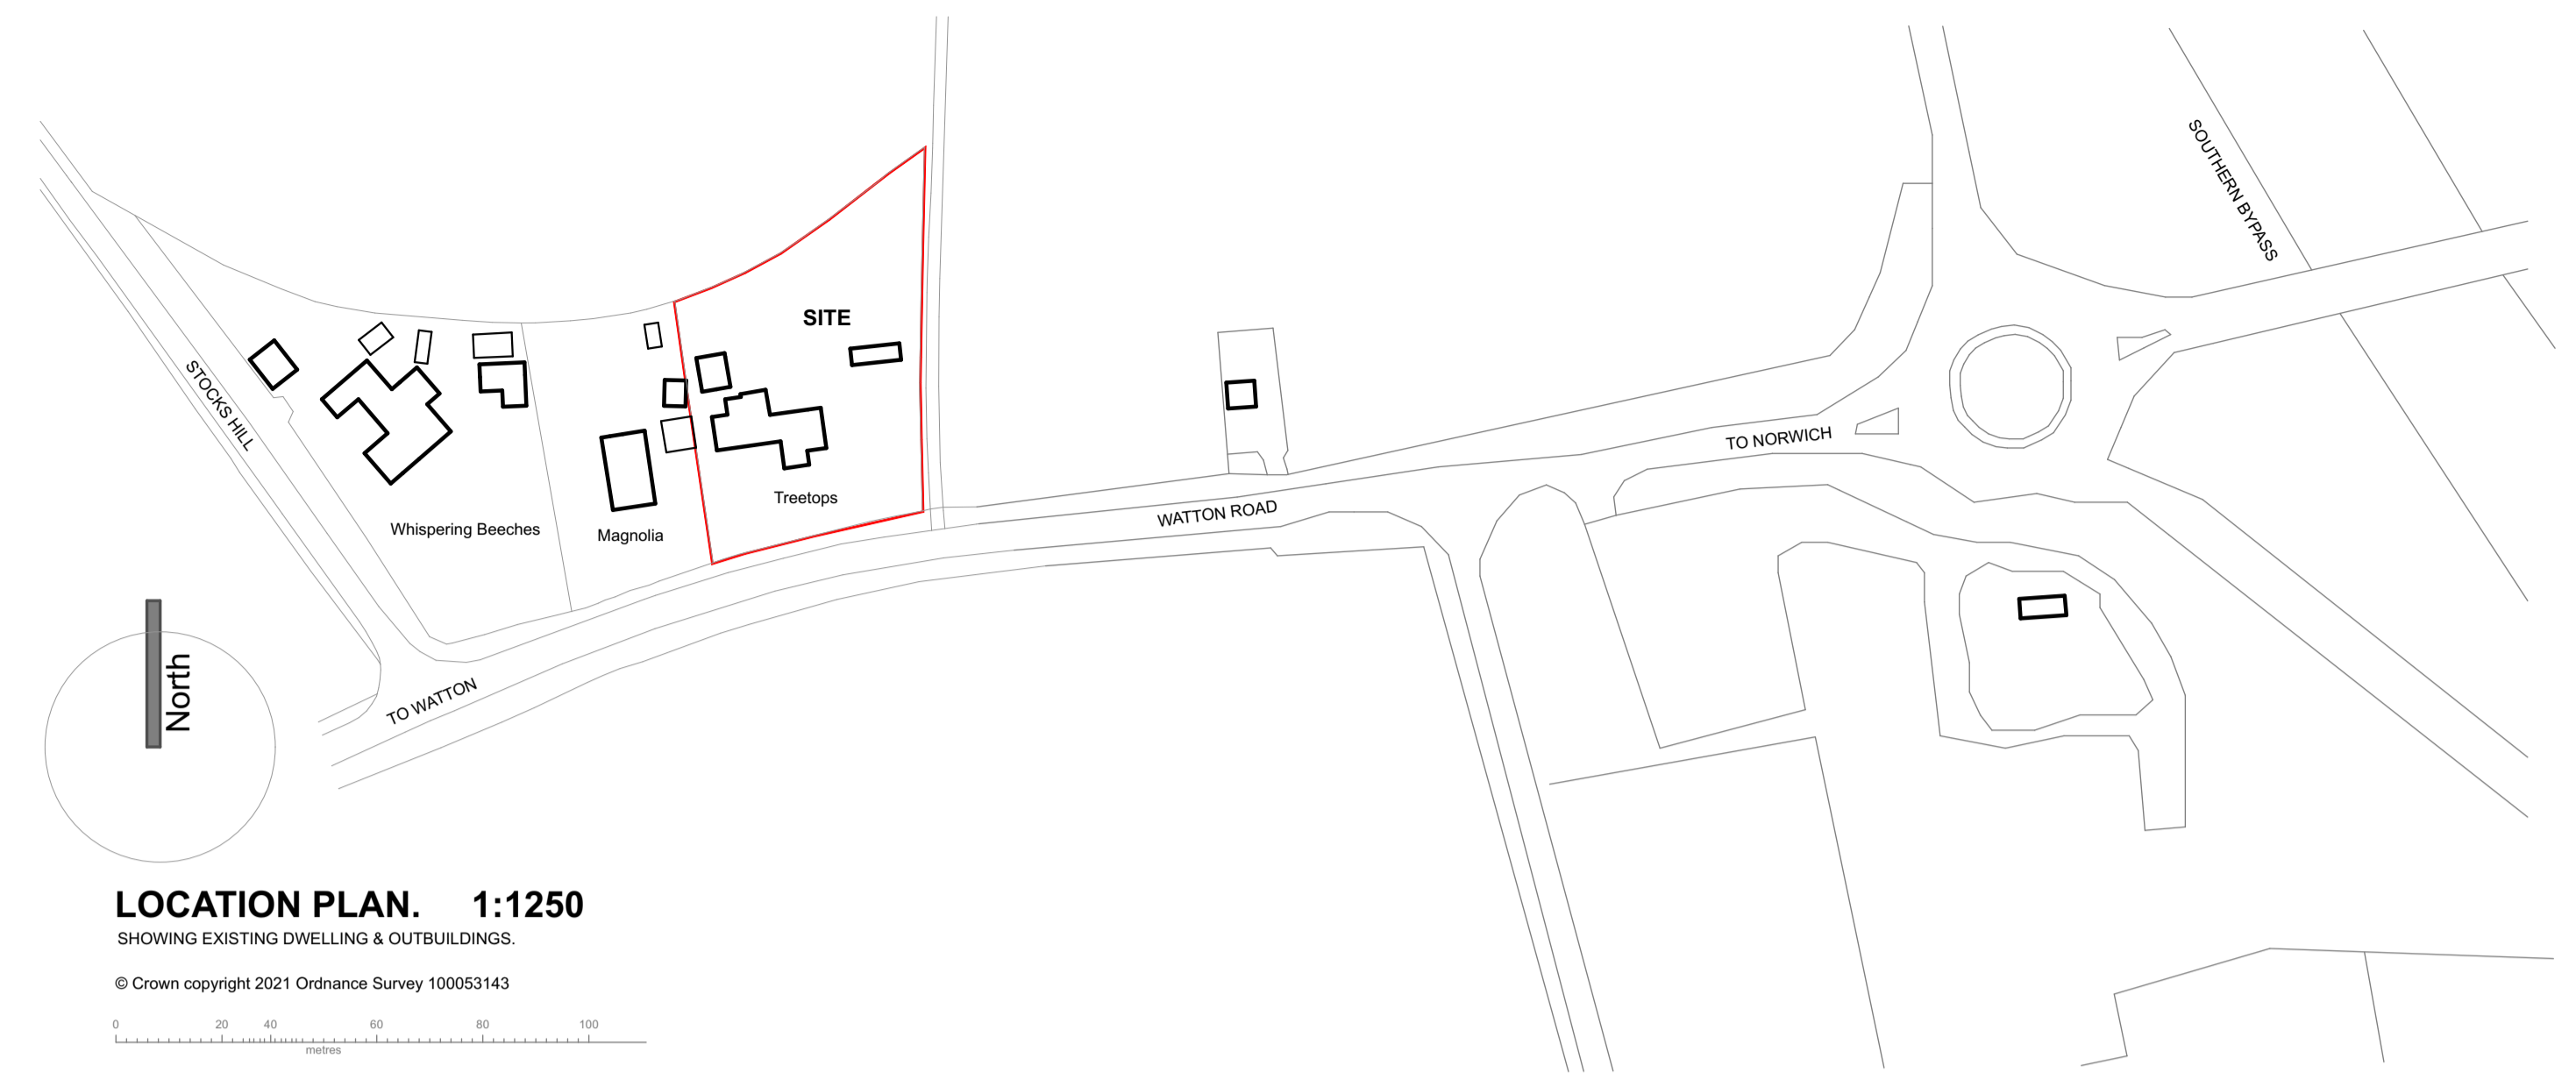 SOUTHERN BYPASS
SITE
STOCKS HILL
TO NORWICH
Treetops
WATTON ROAD
Whispering Beeches
Magnolia
North
TO WATTON
LOCATION PLAN. 1:1250
SHOWING EXISTING DWELLING & OUTBUILDINGS.
© Crown copyright 2021 Ordnance Survey 100053143
0 20 40 60 80 100
metres